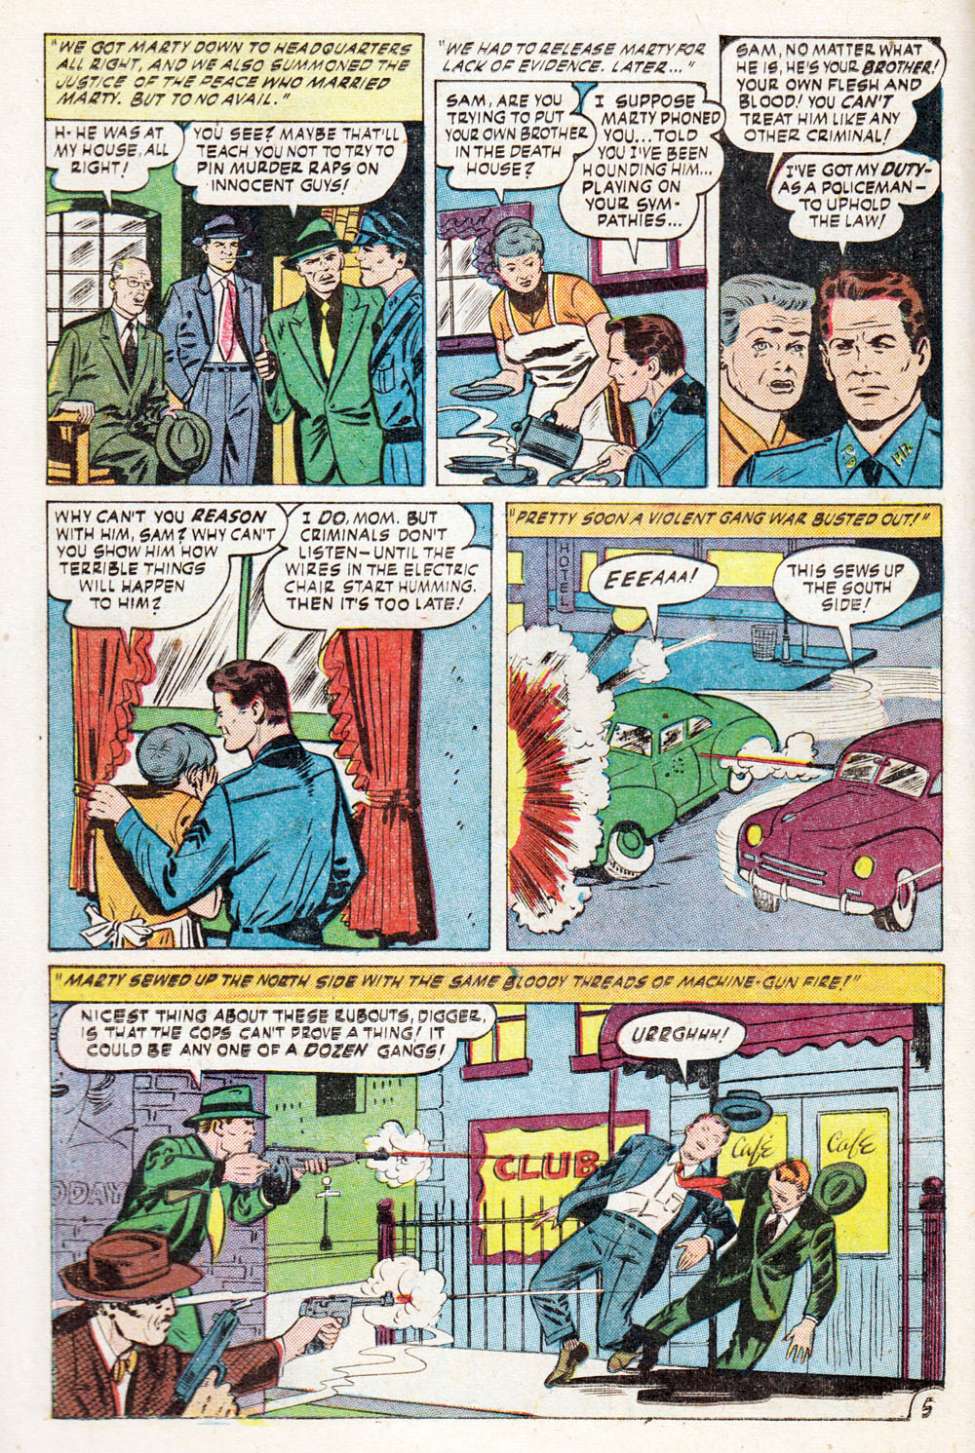 "WE GOT MARTY DOWN TO HEADQUARTERS
ALL RIGHT, AND WE ALSO SUMMONED THE
JUSTICE OF THE PEACE WHO MARRIED
MARTY. BUT TO NO AVAIL."
H-HE WAS AT
MY HOUSE, ALL
RIGHT!
YOU SEE? MAYBE THAT'LL
TEACH YOU NOT TO TRY TO
PIN MURDER RAPS ON
INNOCENT GUYS!
"WE HAD TO RELEASE MARTY FOR
LACK OF EVIDENCE. LATER..."
SAM, ARE YOU
TRYING TO PUT
YOUR OWN BROTHER
IN THE DEATH
HOUSE?
I SUPPOSE
MARTY PHONED
YOU...TOLD
YOU I'VE BEEN
HOUNDING HIM...
PLAYING ON
YOUR SYM-
PATHIES...
SAM, NO MATTER WHAT
HE IS, HE'S YOUR BROTHER!
YOUR OWN FLESH AND
BLOOD! YOU CAN'T
TREAT HIM LIKE ANY
OTHER CRIMINAL!
I'VE GOT MY DUTY-
AS A POLICEMAN-
TO UPHOLD
THE LAW!
WHY CAN'T YOU REASON
WITH HIM, SAM? WHY CAN'T
YOU SHOW HIM HOW
TERRIBLE THINGS
WILL HAPPEN
TO HIM?
I DO, MOM. BUT
CRIMINALS DON'T
LISTEN-UNTIL THE
WIRES IN THE ELECTRIC
CHAIR START HUMMING.
THEN IT'S TOO LATE!
"PRETTY SOON A VIOLENT GANG WAR BUSTED OUT!"
HOTEL
EEEAAA!
THIS SEWS UP
THE SOUTH
SIDE!
"MARTY SEWED UP THE NORTH SIDE WITH THE SAME BLOODY THREADS OF MACHINE-GUN FIRE!"
NICEST THING ABOUT THESE RUBOUTS, DIGGER,
IS THAT THE COPS CAN'T PROVE A THING! IT
COULD BE ANY ONE OF A DOZEN GANGS!
URRGHHH!
CLUB
Café
Café
5